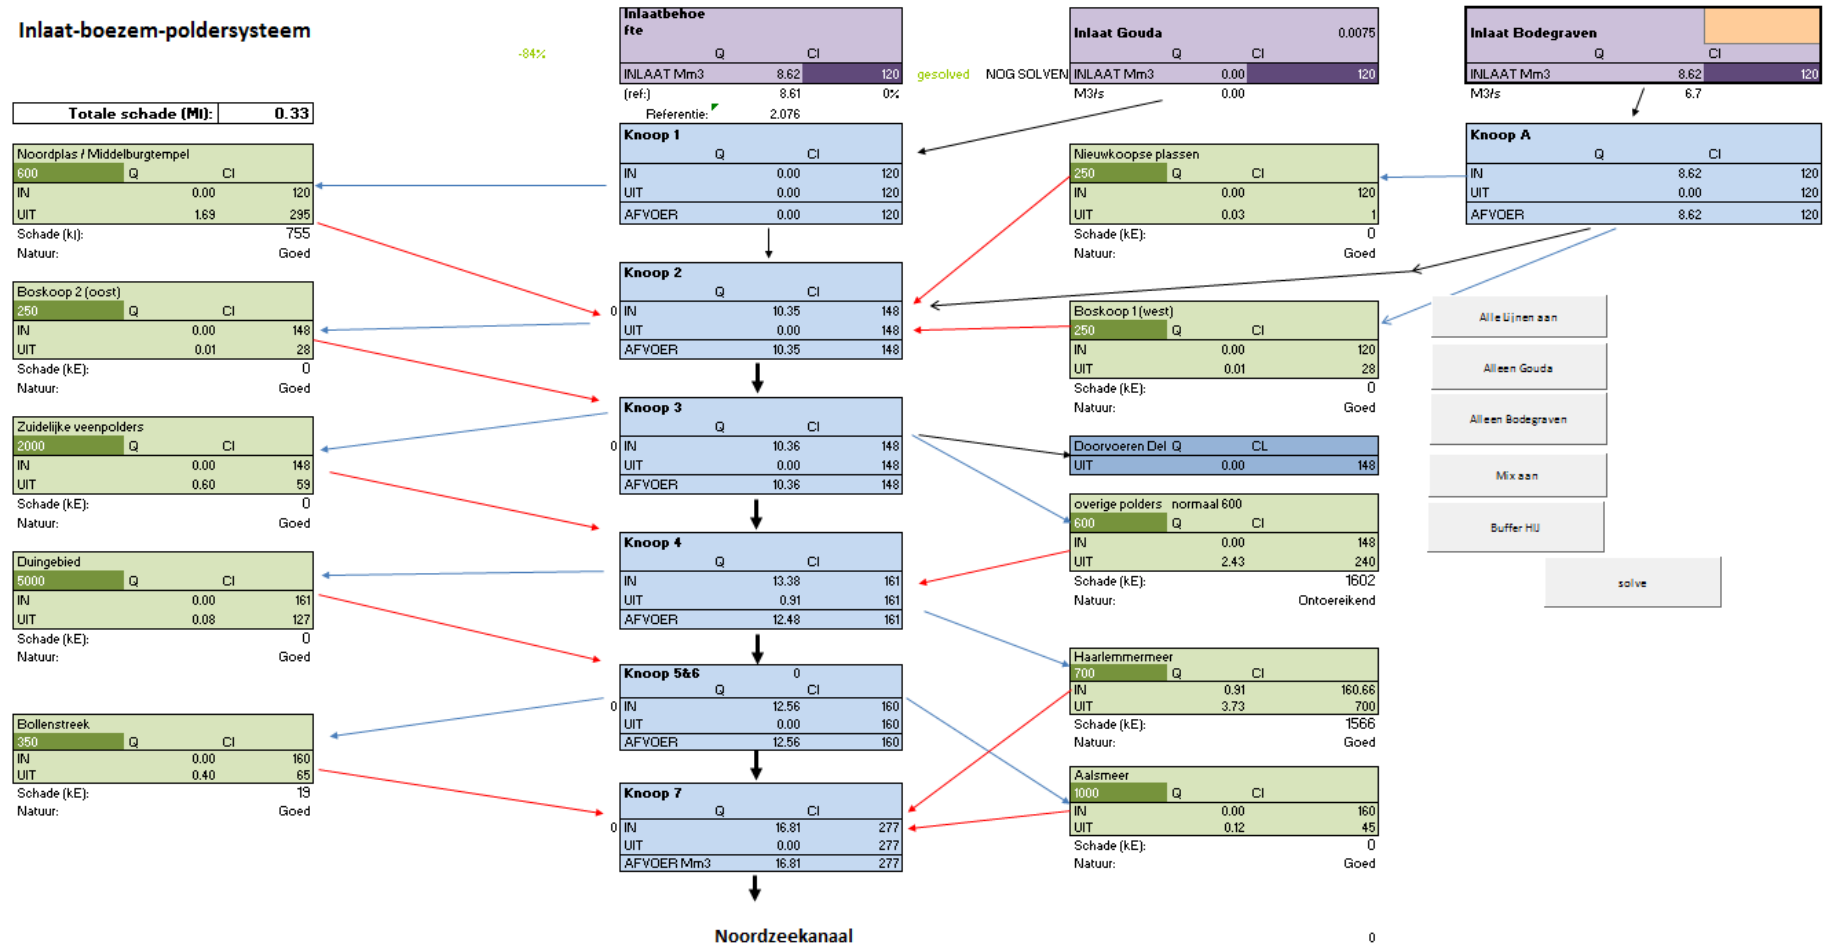 Inlaat-boezem-poldersysteem
-84%
Totale schade (Ml): 0.33
Noordplas / Middelburgtempel
600 Q Cl
IN 0.00 120
UIT 1.69 295
Schade (k|): 755
Natuur: Goed
Boskoop 2 (oost)
250 Q Cl
IN 0.00 148
UIT 0.01 28
Schade (kE): 0
Natuur: Goed
Zuidelijke veenpolders
2000 Q Cl
IN 0.00 148
UIT 0.60 59
Schade (kE): 0
Natuur: Goed
Duingebied
5000 Q Cl
IN 0.00 161
UIT 0.08 127
Schade (kE): 0
Natuur: Goed
Bollenstreek
350 Q Cl
IN 0.00 160
UIT 0.40 65
Schade (kE): 19
Natuur: Goed
Inlaatbehoe
fte
Q Cl
INLAAT Mm3 8.62 120
(ref:) 8.61 0%
Referentie: 2.076
gesolved NOG SOLVEN
Knoop 1
Q Cl
IN 0.00 120
UIT 0.00 120
AFVOER 0.00 120
Knoop 2
Q Cl
0 IN 10.35 148
UIT 0.00 148
AFVOER 10.35 148
Knoop 3
Q Cl
0 IN 10.36 148
UIT 0.00 148
AFVOER 10.36 148
Knoop 4
Q Cl
IN 13.38 161
UIT 0.91 161
AFVOER 12.48 161
Knoop 5&6 0
Q Cl
0 IN 12.56 160
UIT 0.00 160
AFVOER 12.56 160
Knoop 7
Q Cl
0 IN 16.81 277
UIT 0.00 277
AFVOER Mm3 16.81 277
Noordzeekanaal
Inlaat Gouda 0.0075
Q Cl
INLAAT Mm3 0.00 120
M3/s 0.00
Nieuwkoopse plassen
250 Q Cl
IN 0.00 120
UIT 0.03 1
Schade (kE): 0
Natuur: Goed
Boskoop 1 (west)
250 Q Cl
IN 0.00 120
UIT 0.01 28
Schade (kE): 0
Natuur: Goed
Doorvoeren Del Q CL
UIT 0.00 148
overige polders normaal 600
600 Q Cl
IN 0.00 148
UIT 2.43 240
Schade (kE): 1602
Natuur: Ontoereikend
Haarlemmermeer
700 Q Cl
IN 0.91 160.66
UIT 3.73 700
Schade (kE): 1566
Natuur: Goed
Aalsmeer
1000 Q Cl
IN 0.00 160
UIT 0.12 45
Schade (kE): 0
Natuur: Goed
0
Inlaat Bodegraven
Q Cl
INLAAT Mm3 8.62 120
M3/s 6.7
Knoop A
Q Cl
IN 8.62 120
UIT 0.00 120
AFVOER 8.62 120
Alle Lijnen aan
Alleen Gouda
Alleen Bodegraven
Mix aan
Buffer HIJ
solve